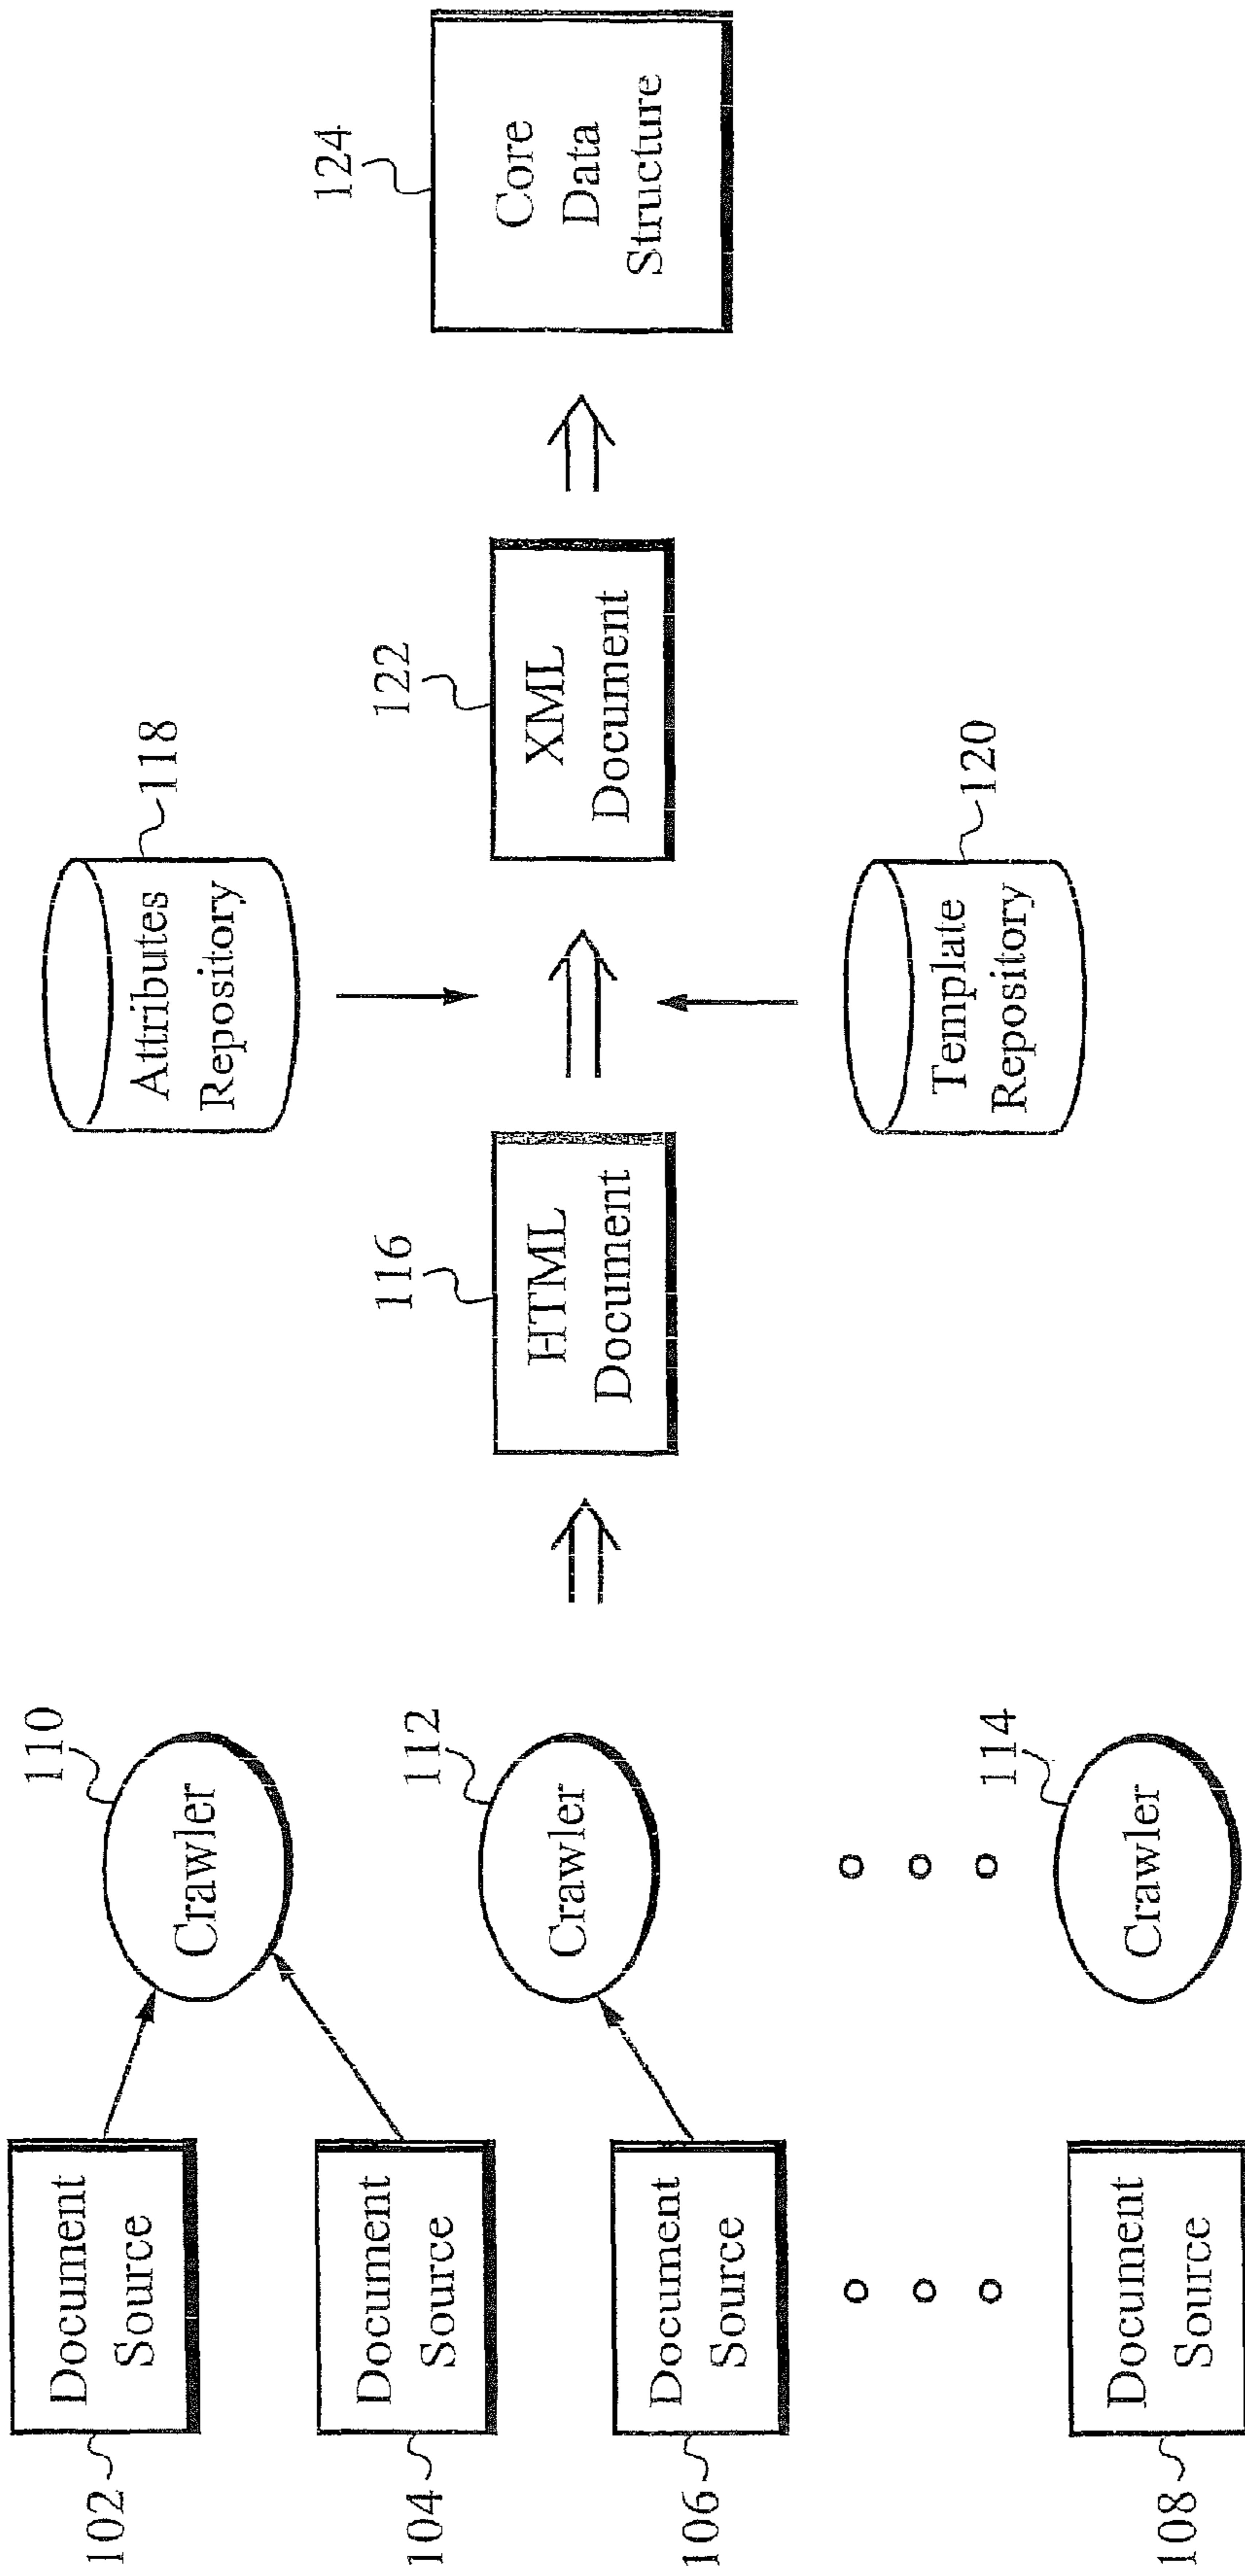 102
Document
Source
104
Document
Source
106
Document
Source
108
Document
Source
110
Crawler
112
Crawler
114
Crawler
116
HTML
Document
118
Attributes
Repository
120
Template
Repository
122
XML
Document
124
Core
Data
Structure